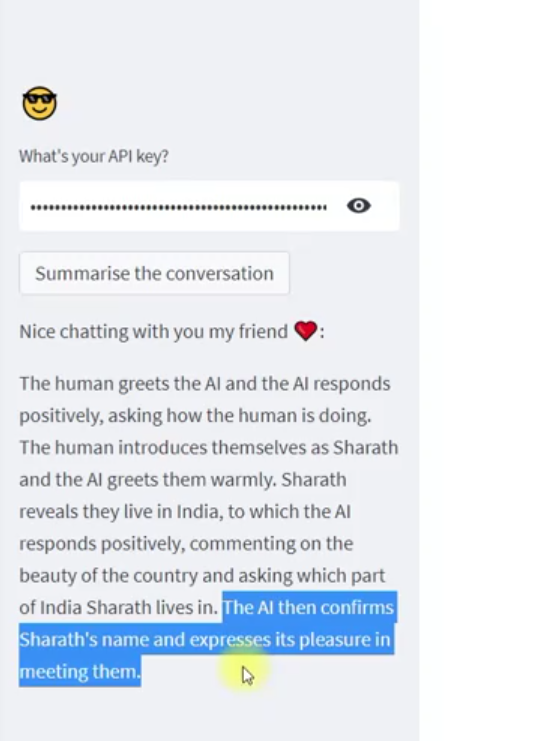 What's your API key?
Summarise the conversation
Nice chatting with you my friend ❤️:
The human greets the AI and the AI responds
positively, asking how the human is doing.
The human introduces themselves as Sharath
and the AI greets them warmly. Sharath
reveals they live in India, to which the AI
responds positively, commenting on the
beauty of the country and asking which part
of India Sharath lives in. The AI then confirms
Sharath's name and expresses its pleasure in
meeting them.